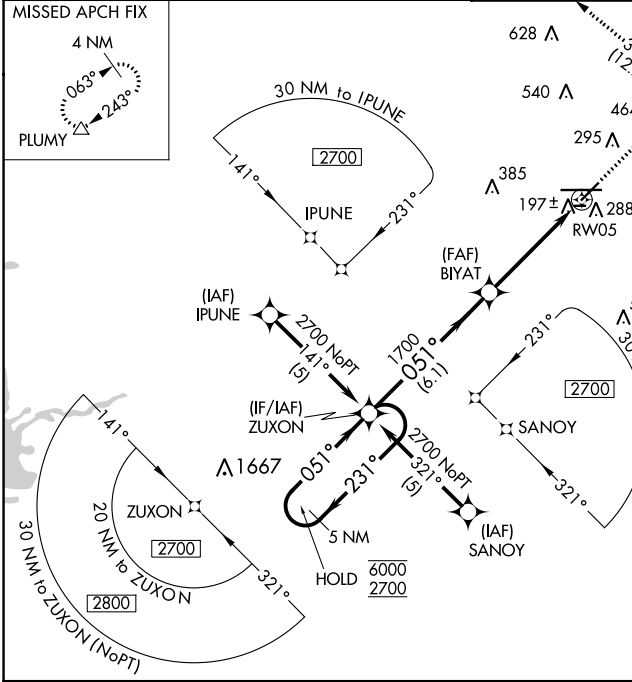 MISSED APCH FIX
4 NM
063°
243°
PLUMY
628
540
295
385
197±
288
RW05
30 NM to IPUNE
2700
141°
231°
IPUNE
(FAF)
BIYAT
(IAF)
IPUNE
2700 NoPT
141°
(5)
1700
051°
(6.1)
231°
2700
SANOY
321°
(IF/IAF)
ZUXON
2700 NoPT
321°
(5)
(IAF)
SANOY
051°
231°
5 NM
HOLD
6000
2700
1667
141°
ZUXON
2700
20 NM to ZUXON
321°
2800
30 NM to ZUXON (NoPT)